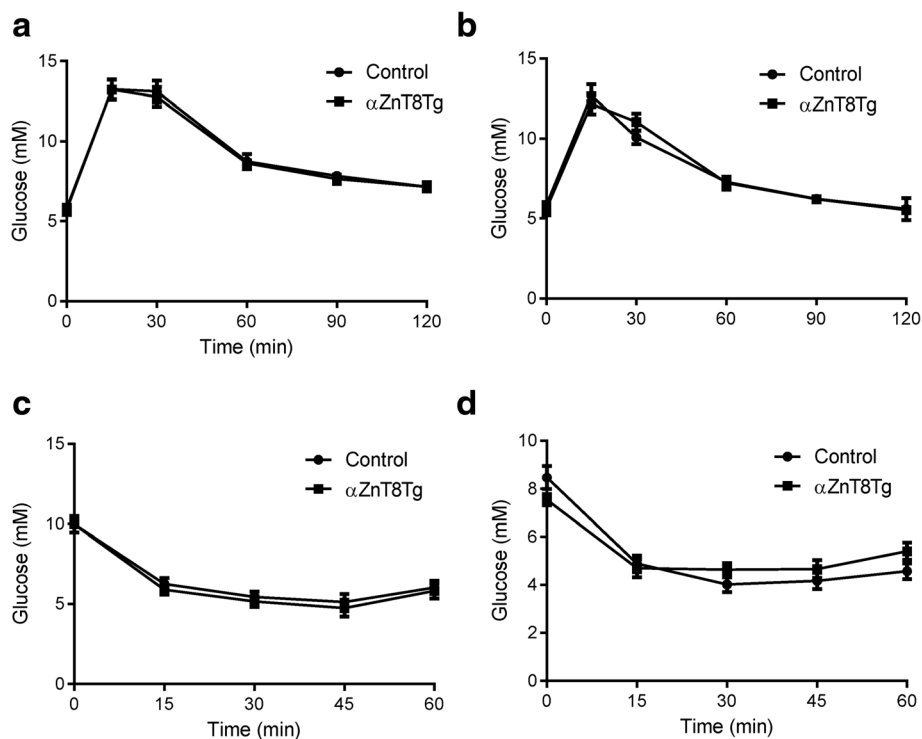 a
15
10
5
0
Glucose (mM)
Control
αZnT8Tg
0 30 60 90 120
Time (min)
b
15
10
5
0
Glucose (mM)
Control
αZnT8Tg
0 30 60 90 120
Time (min)
c
15
10
5
0
Glucose (mM)
Control
αZnT8Tg
0 15 30 45 60
Time (min)
d
10
8
6
4
2
0
Glucose (mM)
Control
αZnT8Tg
0 15 30 45 60
Time (min)